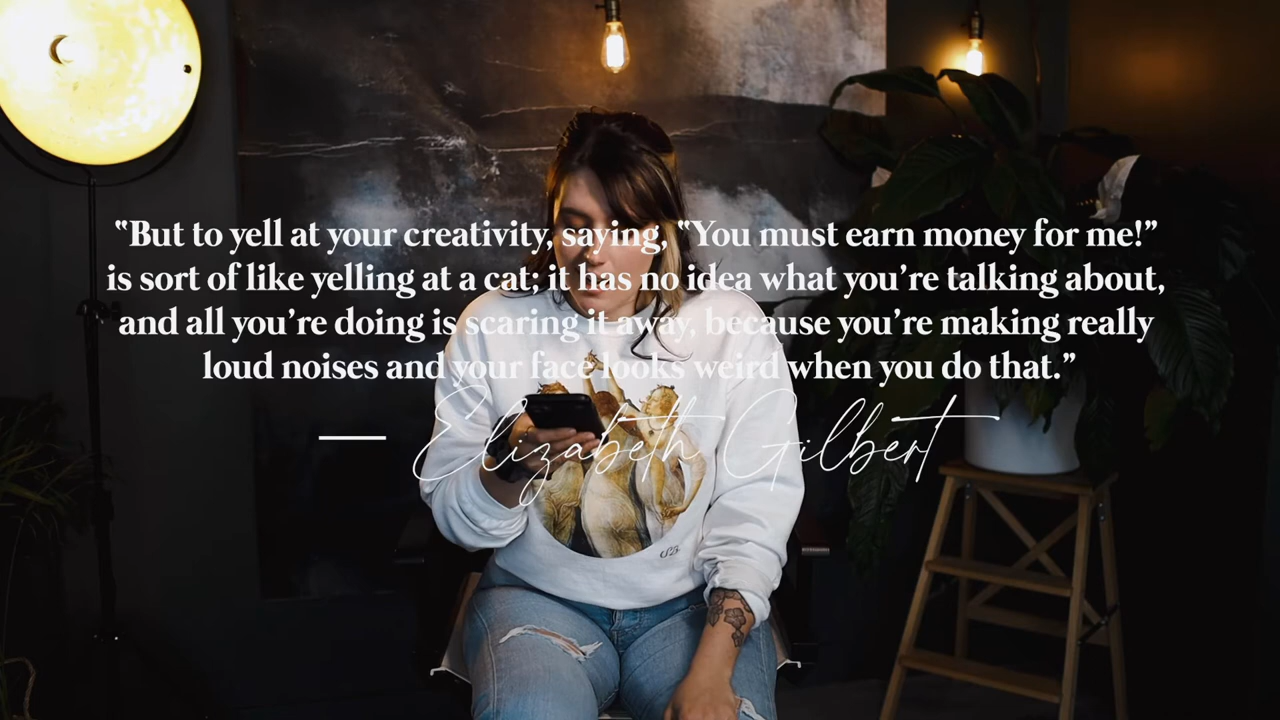 “But to yell at your creativity, saying, “You must earn money for me!”
is sort of like yelling at a cat; it has no idea what you’re talking about,
and all you’re doing is scaring it away, because you’re making really
loud noises and your face looks weird when you do that.”
— Elizabeth Gilbert